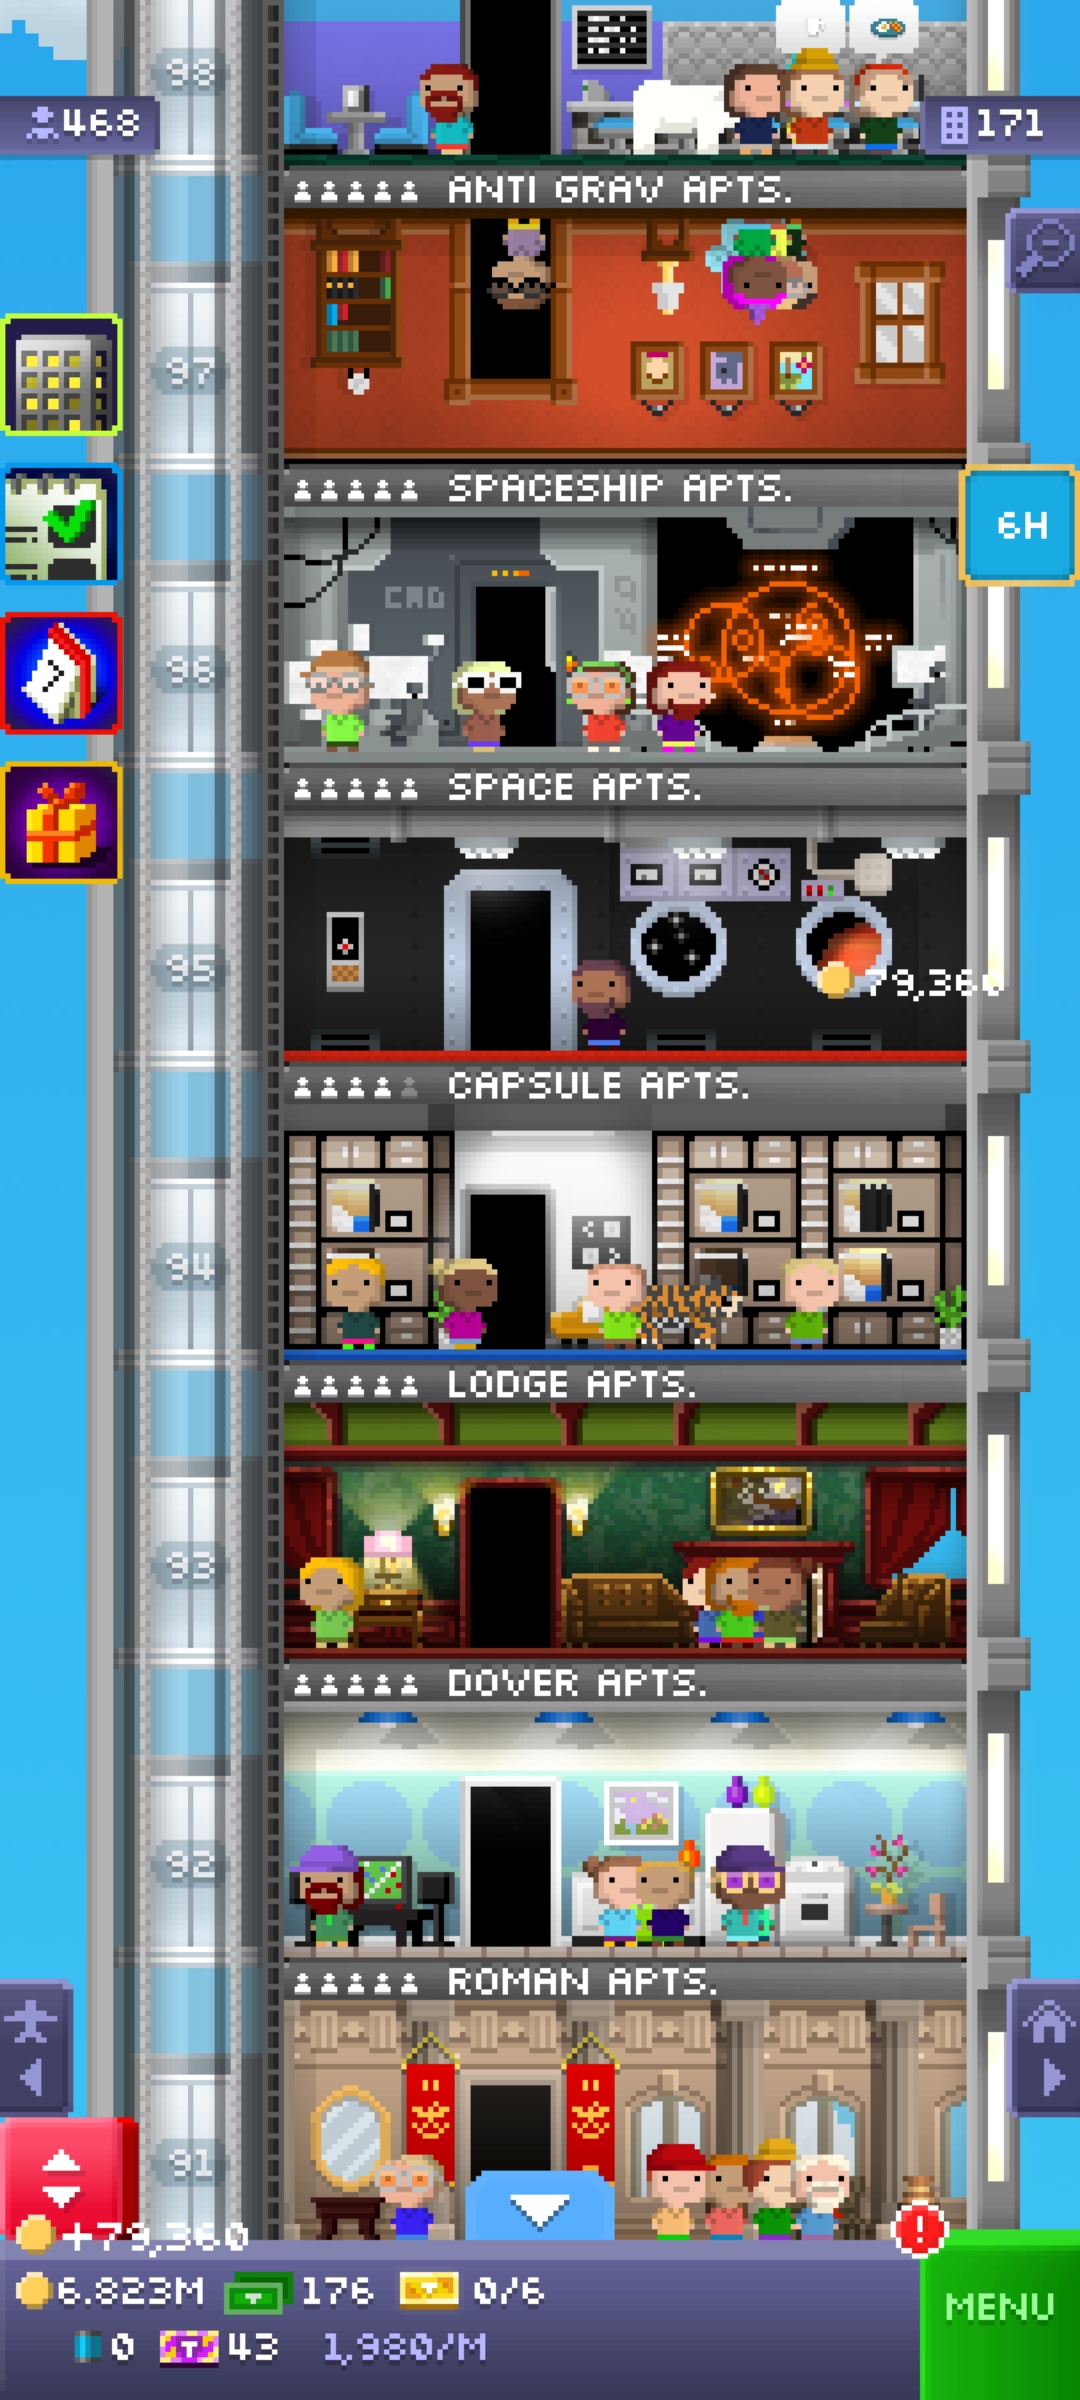 98
468
171
ANTI GRAV APTS.
97
SPACESHIP APTS.
6H
CAD
96
SPACE APTS.
95
79,360
CAPSULE APTS.
94
LODGE APTS.
93
DOVER APTS.
92
ROMAN APTS.
91
+79,360
6.823M 176 0/6
MENU
0 43 1,980/M